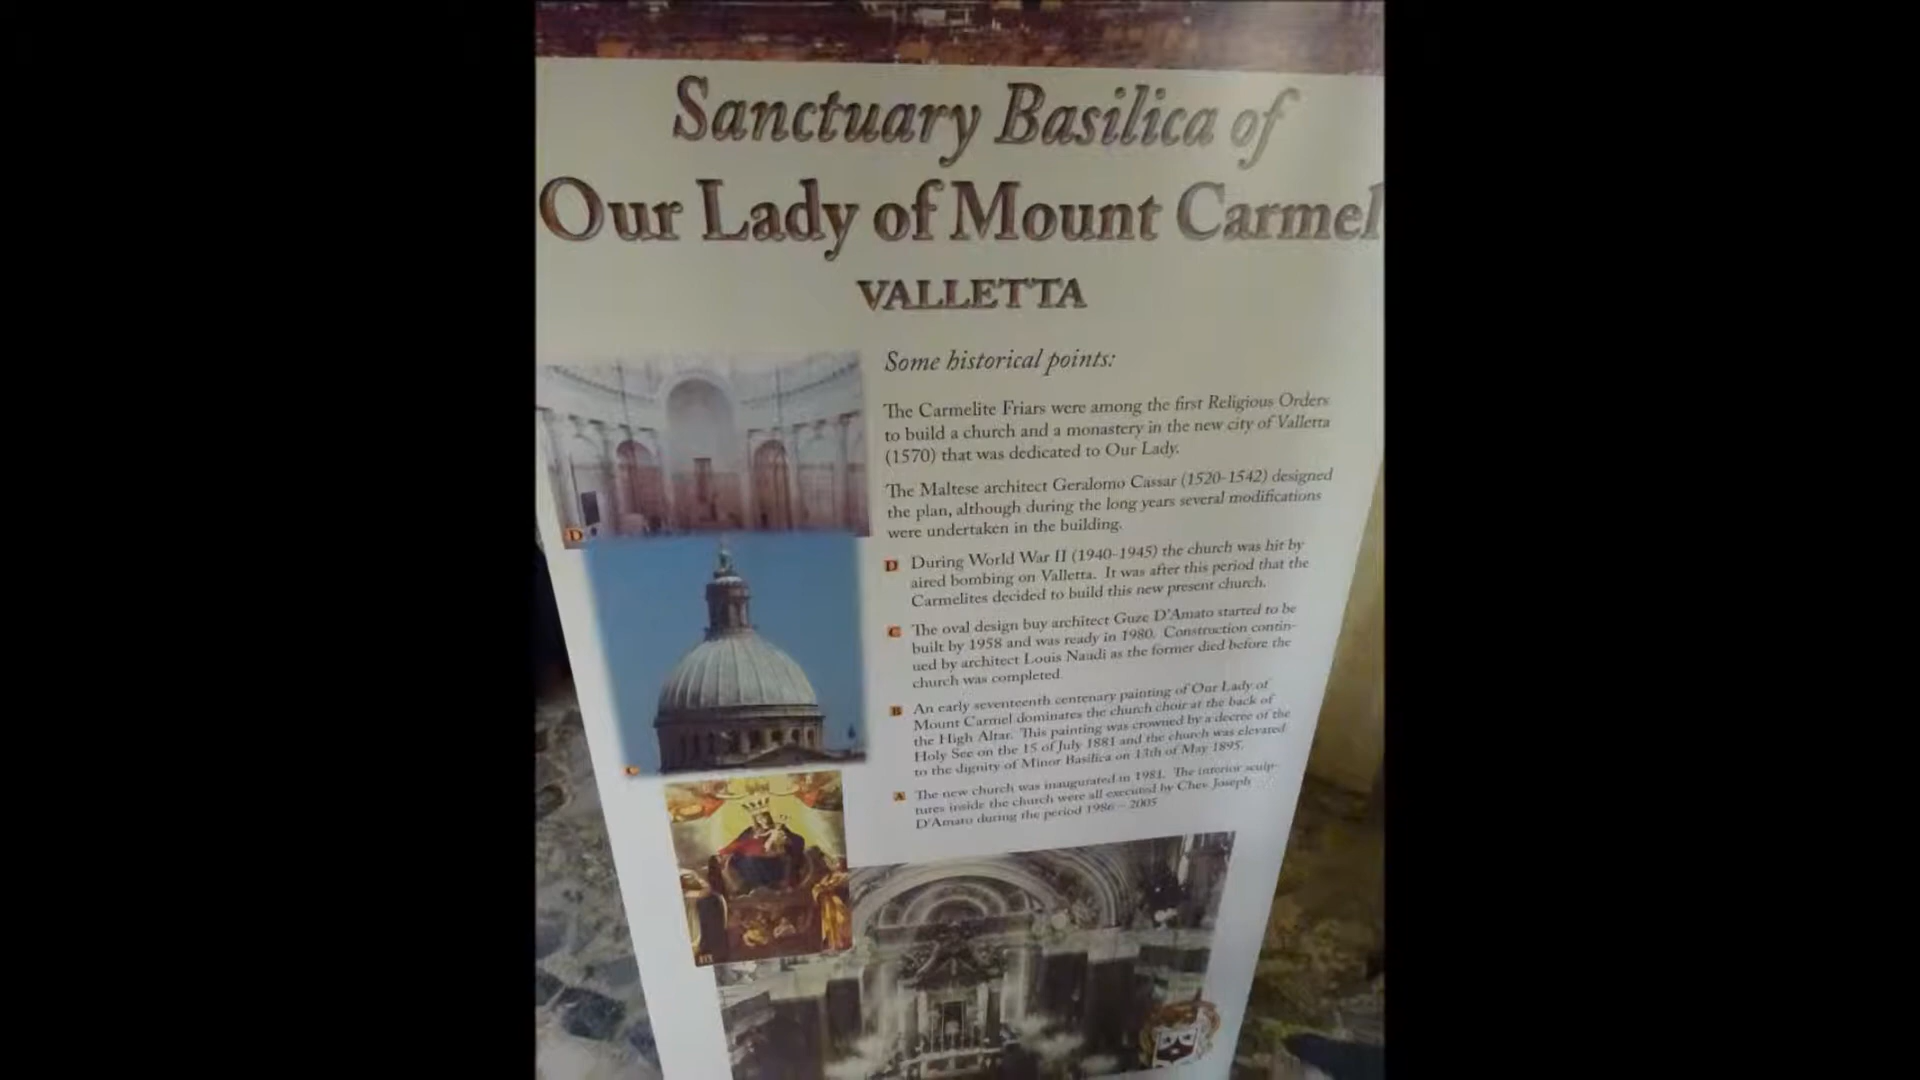 Sanctuary Basilica of
Our Lady of Mount Carmel
VALLETTA
Some historical points:
The Carmelite Friars were among the first Religious Orders
to build a church and a monastery in the new city of Valletta
(1570) that was dedicated to Our Lady.
The Maltese architect Geralomo Cassar (1520-1542) designed
the plan, although during the long years several modifications
were undertaken in the building.
D During World War II (1940-1945) the church was hit by
aired bombing on Valletta. It was after this period that the
Carmelites decided to build this new present church.
C The oval design buy architect Guze D'Amato started to be
built by 1958 and was ready in 1980. Construction contin-
ued by architect Louis Naudi as the former died before the
church was completed
B An early seventeenth centenary painting of Our Lady of
Mount Carmel dominates the church choir at the back of
the High Altar. This painting was crowned by a decree of the
Holy See on the 15 of July 1881 and the church was elevated
to the dignity of Minor Basilica on 13th of May 1895.
A The new church was inaugurated in 1981. The interior sculp-
tures inside the church were all executed by Chev. Joseph
D'Amato during the period 1986 - 2005
D
C